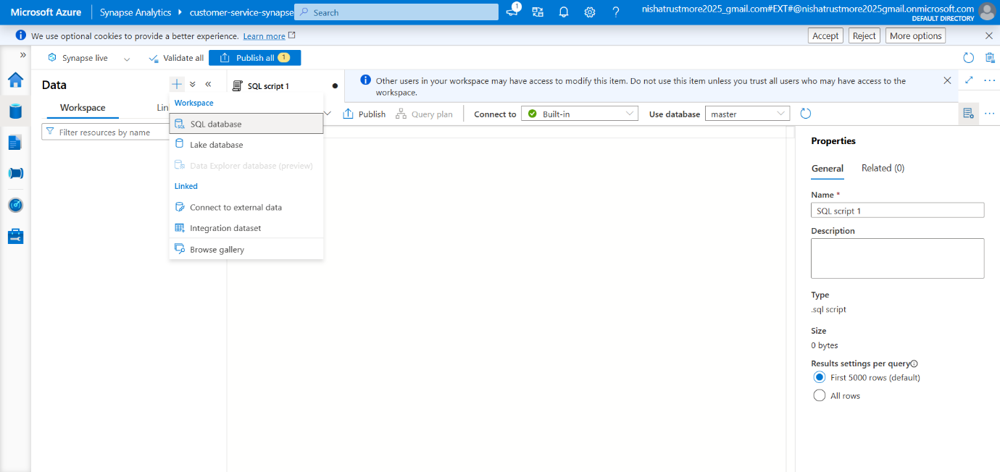 Microsoft Azure
Synapse Analytics
customer-service-synapse
Search
1
nishatrustmore2025_gmail.com#EXT#@nishatrustmore2025gmail.onmicrosoft.com
DEFAULT DIRECTORY
We use optional cookies to provide a better experience. Learn more
Accept
Reject
More options
Synapse live
Validate all
Publish all 1
Data
SQL script 1
Other users in your workspace may have access to modify this item. Do not use this item unless you trust all users who may have access to the
workspace.
Workspace
Lin
Filter resources by name
Workspace
SQL database
Lake database
Data Explorer database (preview)
Linked
Connect to external data
Integration dataset
Browse gallery
Publish
Query plan
Connect to
Built-in
Use database
master
Properties
General
Related (0)
Name *
SQL script 1
Description
Type
.sql script
Size
0 bytes
Results settings per query
First 5000 rows (default)
All rows